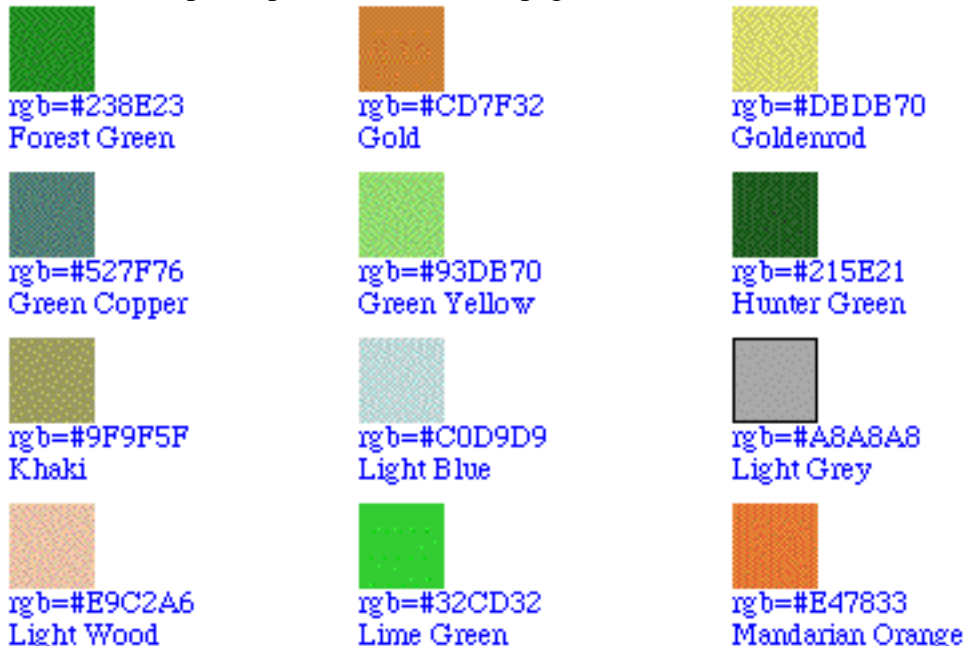 rgb=#238E23
Forest Green
rgb=#CD7F32
Gold
rgb=#DBDB70
Goldenrod
rgb=#527F76
Green Copper
rgb=#93DB70
Green Yellow
rgb=#215E21
Hunter Green
rgb=#9F9F5F
Khaki
rgb=#C0D9D9
Light Blue
rgb=#A8A8A8
Light Grey
rgb=#E9C2A6
Light Wood
rgb=#32CD32
Lime Green
rgb=#E47833
Mandarian Orange